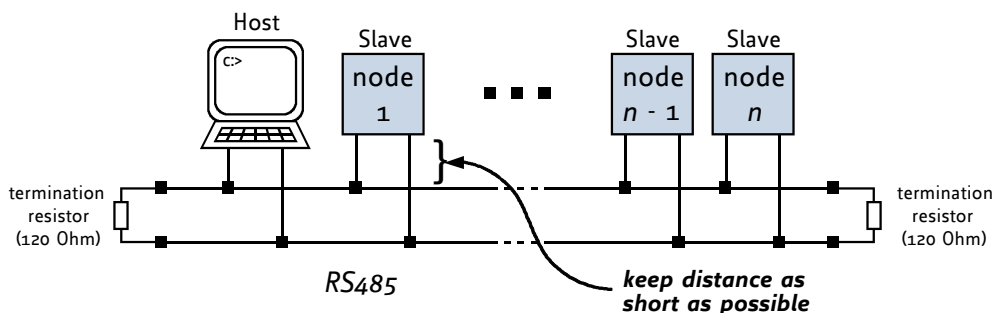 Host
C:>
Slave
node
1
Slave
node
n - 1
Slave
node
n
termination
resistor
(120 Ohm)
termination
resistor
(120 Ohm)
RS485
keep distance as
short as possible